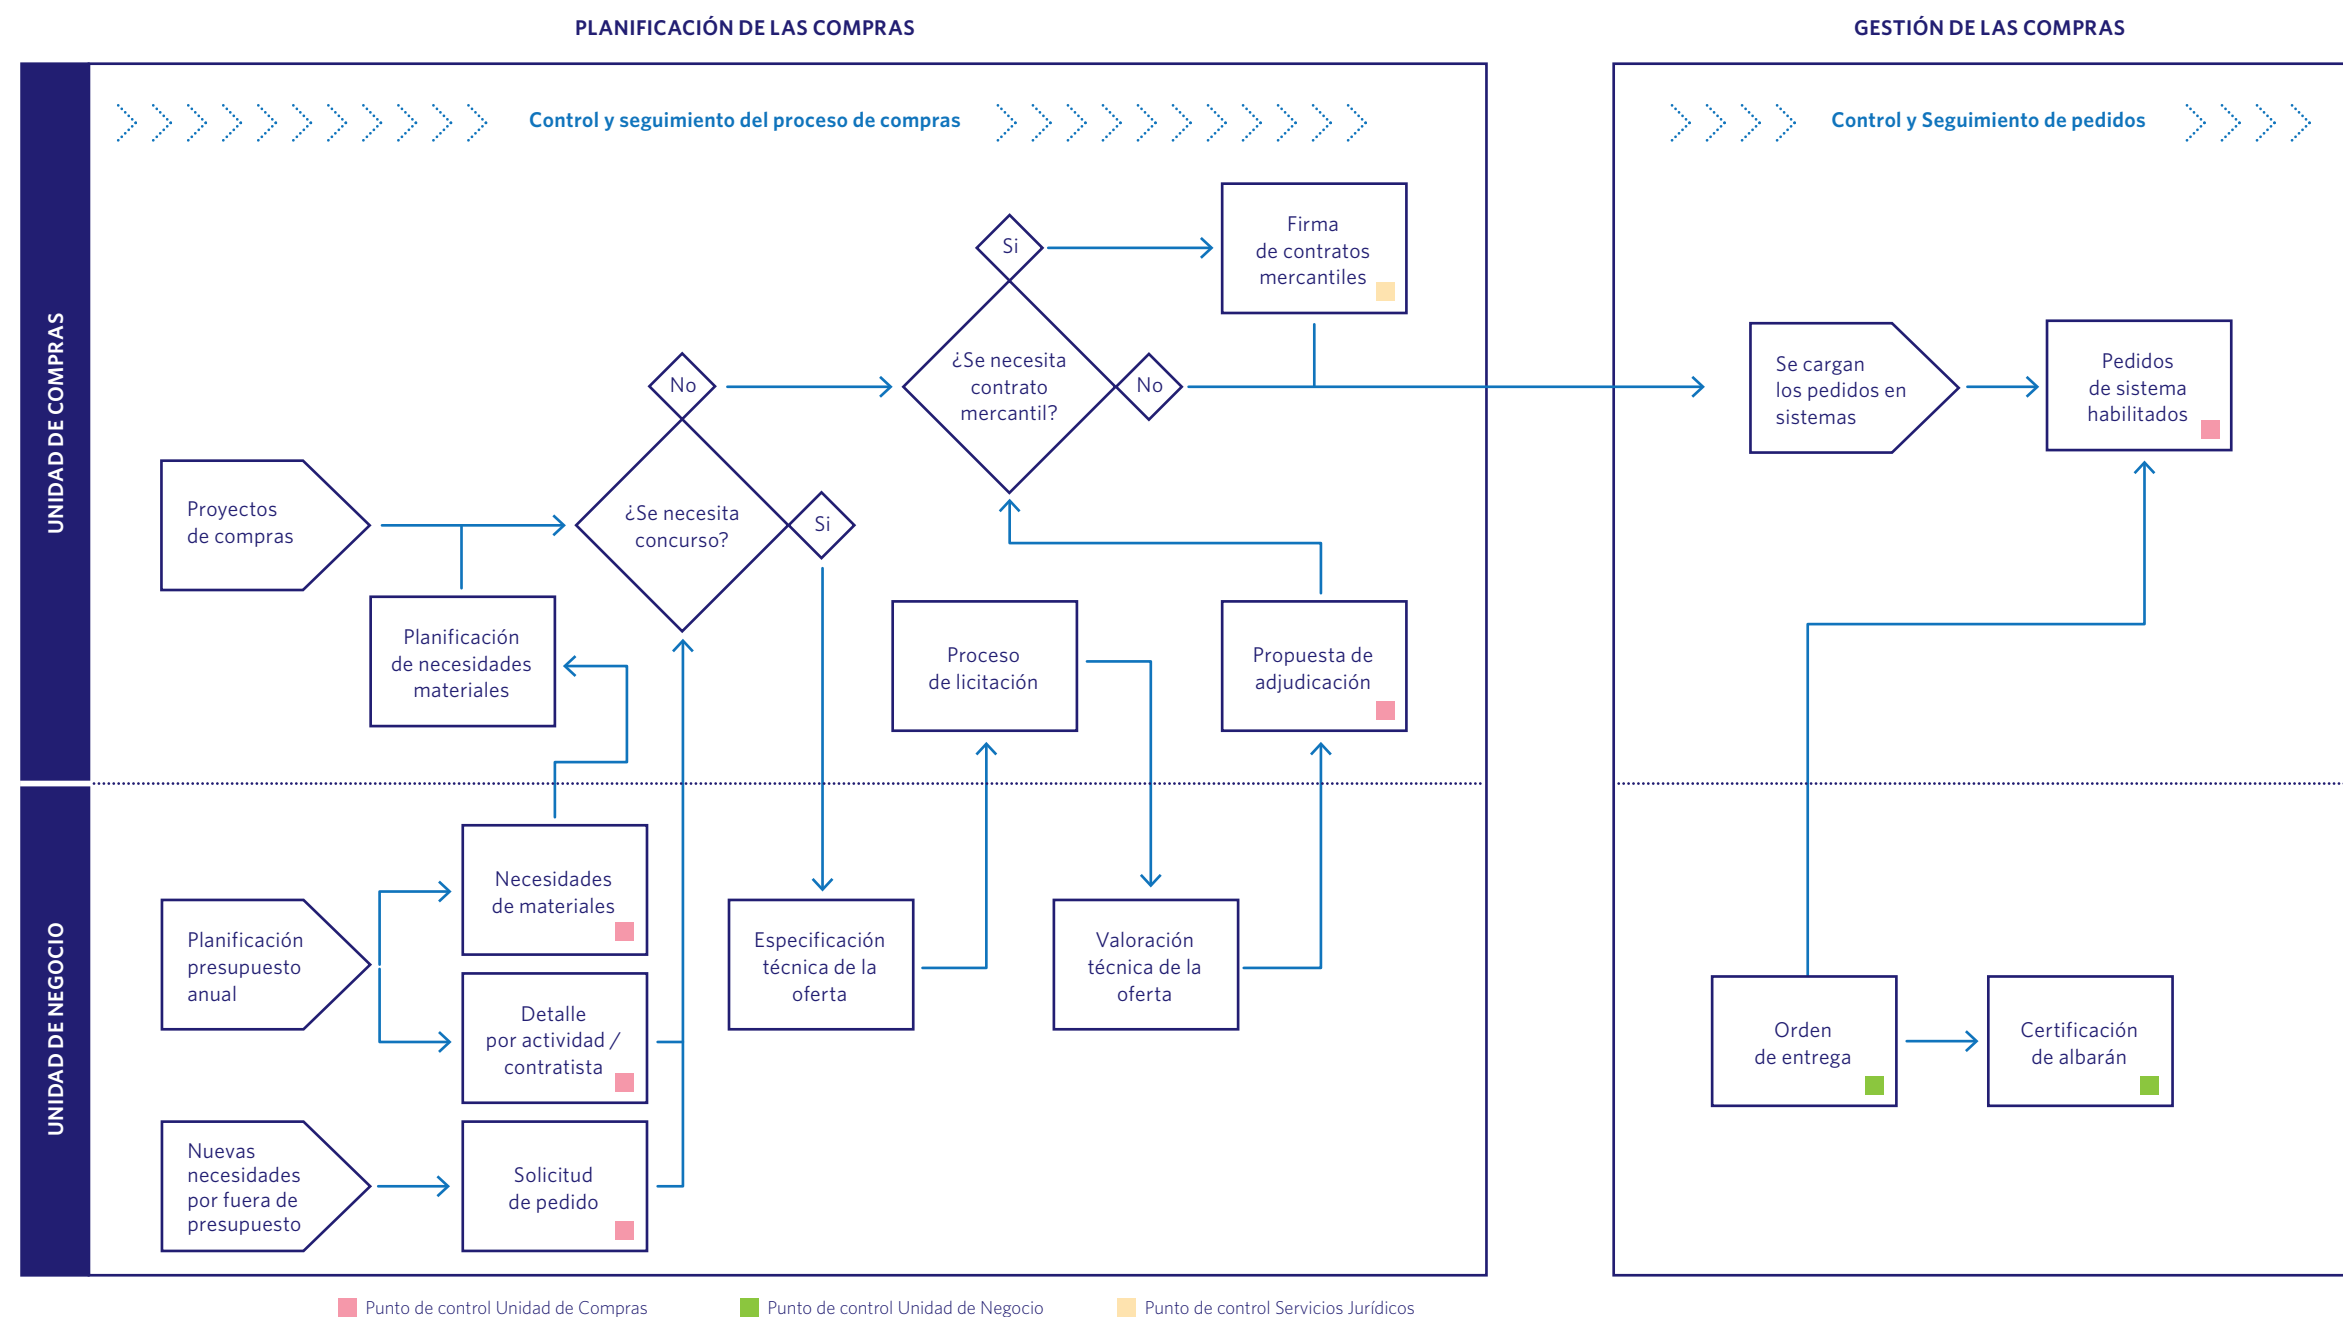 PLANIFICACIÓN DE LAS COMPRAS
GESTIÓN DE LAS COMPRAS
UNIDAD DE COMPRAS
Control y seguimiento del proceso de compras
Control y Seguimiento de pedidos
Si
Firma
de contratos
mercantiles
No
¿Se necesita
contrato
mercantil?
No
Se cargan
los pedidos en
sistemas
Pedidos
de sistema
habilitados
Proyectos
de compras
¿Se necesita
concurso?
Si
Planificación
de necesidades
materiales
Proceso
de licitación
Propuesta de
adjudicación
UNIDAD DE NEGOCIO
Necesidades
de materiales
Planificación
presupuesto
anual
Especificación
técnica de la
oferta
Valoración
técnica de la
oferta
Detalle
por actividad /
contratista
Orden
de entrega
Certificación
de albarán
Nuevas
necesidades
por fuera de
presupuesto
Solicitud
de pedido
Punto de control Unidad de Compras
Punto de control Unidad de Negocio
Punto de control Servicios Jurídicos